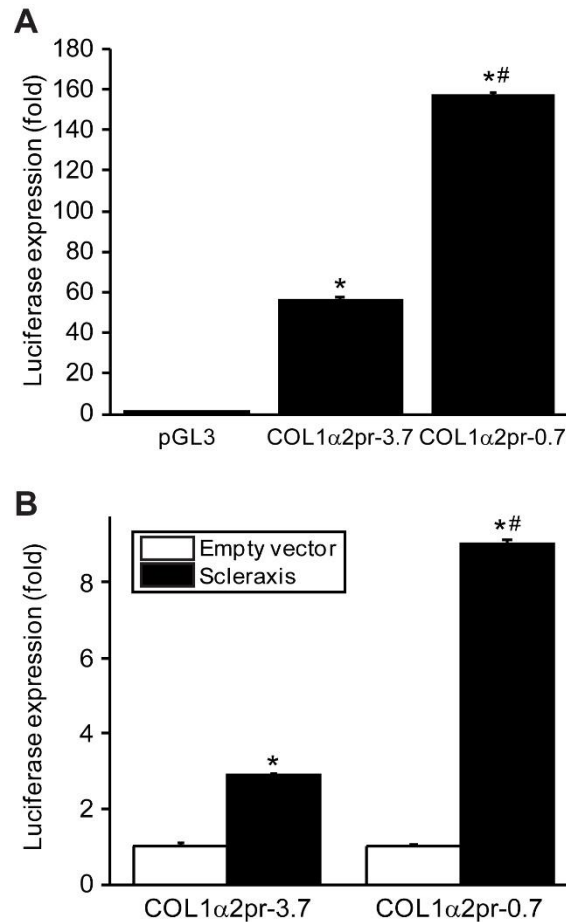 A
Luciferase expression (fold)
180
160
140
120
100
80
60
40
20
0
*
*#
pGL3
COL1α2pr-3.7
COL1α2pr-0.7
B
Luciferase expression (fold)
8
6
4
2
0
Empty vector
Scleraxis
*
*#
COL1α2pr-3.7
COL1α2pr-0.7